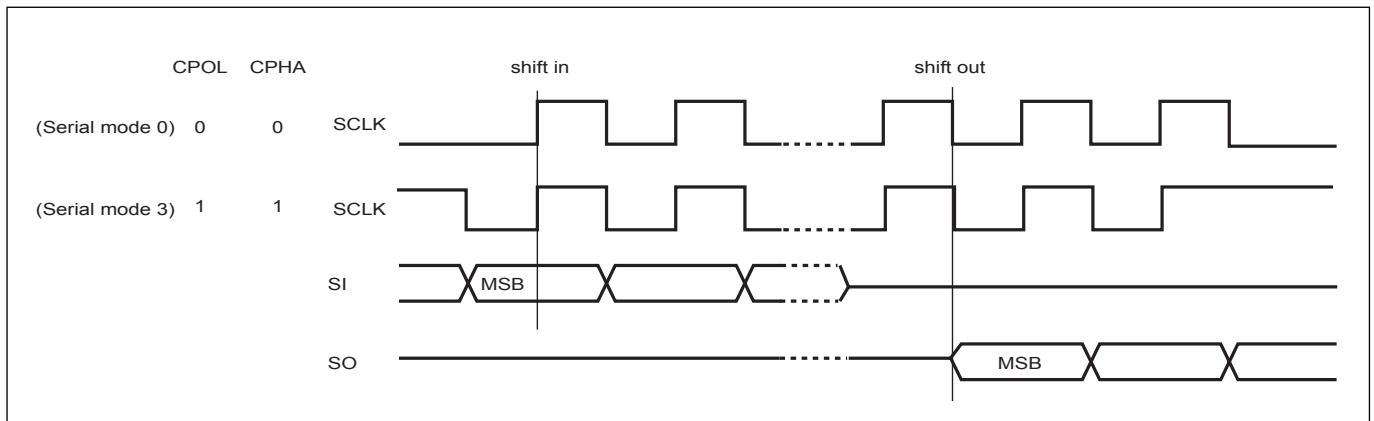 CPOL CPHA shift in shift out
(Serial mode 0) 0 0 SCLK
(Serial mode 3) 1 1 SCLK
SI MSB
SO MSB